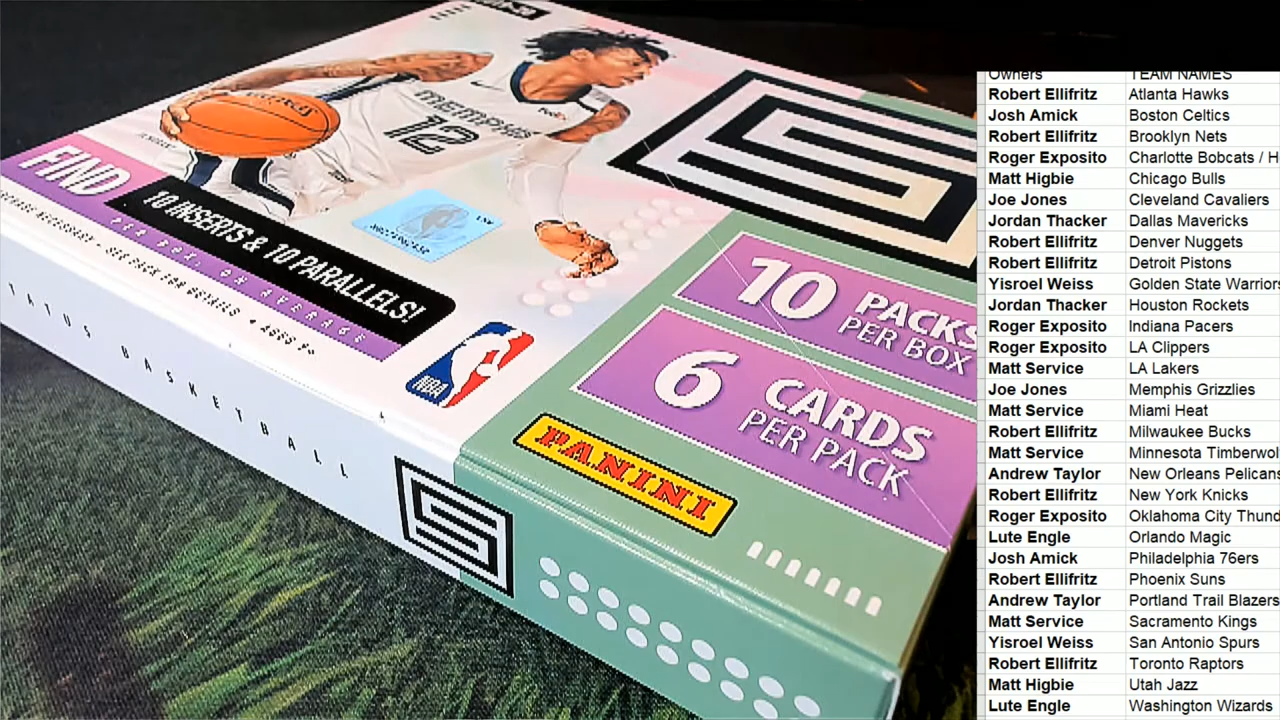 MEMPHIS
12
FedEx
FIND
10 INSERTS & 10 PARALLELS!
PER BOX, ON AVERAGE
NBA
10 PACKS
PER BOX
6 CARDS
PER PACK
PANINI
STATUS BASKETBALL
Owners TEAM NAMES
Robert Ellifritz Atlanta Hawks
Josh Amick Boston Celtics
Robert Ellifritz Brooklyn Nets
Roger Exposito Charlotte Bobcats / H
Matt Higbie Chicago Bulls
Joe Jones Cleveland Cavaliers
Jordan Thacker Dallas Mavericks
Robert Ellifritz Denver Nuggets
Robert Ellifritz Detroit Pistons
Yisroel Weiss Golden State Warriors
Jordan Thacker Houston Rockets
Roger Exposito Indiana Pacers
Roger Exposito LA Clippers
Matt Service LA Lakers
Joe Jones Memphis Grizzlies
Matt Service Miami Heat
Robert Ellifritz Milwaukee Bucks
Matt Service Minnesota Timberwol
Andrew Taylor New Orleans Pelicans
Robert Ellifritz New York Knicks
Roger Exposito Oklahoma City Thund
Lute Engle Orlando Magic
Josh Amick Philadelphia 76ers
Robert Ellifritz Phoenix Suns
Andrew Taylor Portland Trail Blazers
Matt Service Sacramento Kings
Yisroel Weiss San Antonio Spurs
Robert Ellifritz Toronto Raptors
Matt Higbie Utah Jazz
Lute Engle Washington Wizards